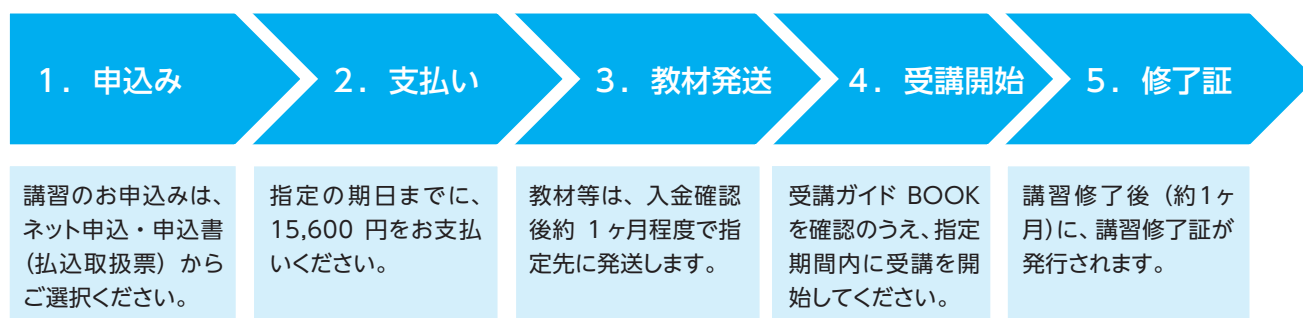 1. 申込み
2. 支払い
3. 教材発送
4. 受講開始
5. 修了証
講習のお申込みは、
ネット申込・申込書
(払込取扱票) から
ご選択ください。
指定の期日までに、
15,600 円をお支払
いください。
教材等は、入金確認
後約 1ヶ月程度で指
定先に発送します。
受講ガイド BOOK
を確認のうえ、指定
期間内に受講を開
始してください。
講習修了後 (約1ヶ
月)に、講習修了証が
発行されます。